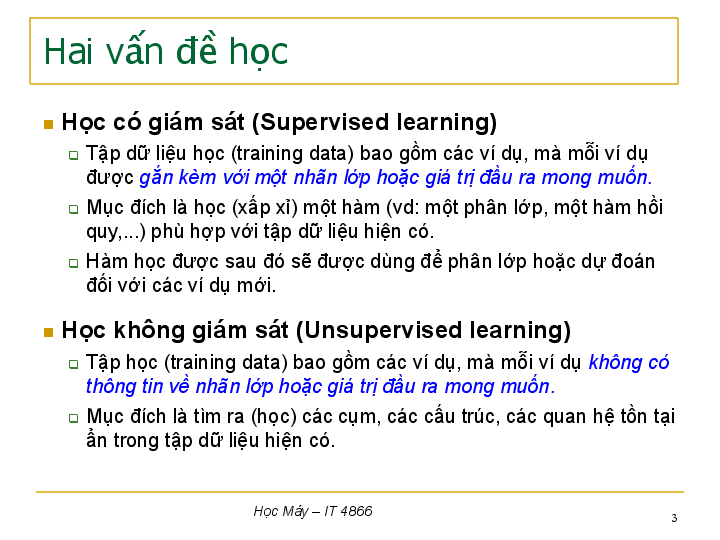 Hai vấn đề học
Học có giám sát (Supervised learning)
Tập dữ liệu học (training data) bao gồm các ví dụ, mà mỗi ví dụ
được gắn kèm với một nhãn lớp hoặc giá trị đầu ra mong muốn.
Mục đích là học (xấp xỉ) một hàm (vd: một phân lớp, một hàm hồi
quy,...) phù hợp với tập dữ liệu hiện có.
Hàm học được sau đó sẽ được dùng để phân lớp hoặc dự đoán
đối với các ví dụ mới.
Học không giám sát (Unsupervised learning)
Tập học (training data) bao gồm các ví dụ, mà mỗi ví dụ không có
thông tin về nhãn lớp hoặc giá trị đầu ra mong muốn.
Mục đích là tìm ra (học) các cụm, các cấu trúc, các quan hệ tồn tại
ẩn trong tập dữ liệu hiện có.
Học Máy – IT 4866
3